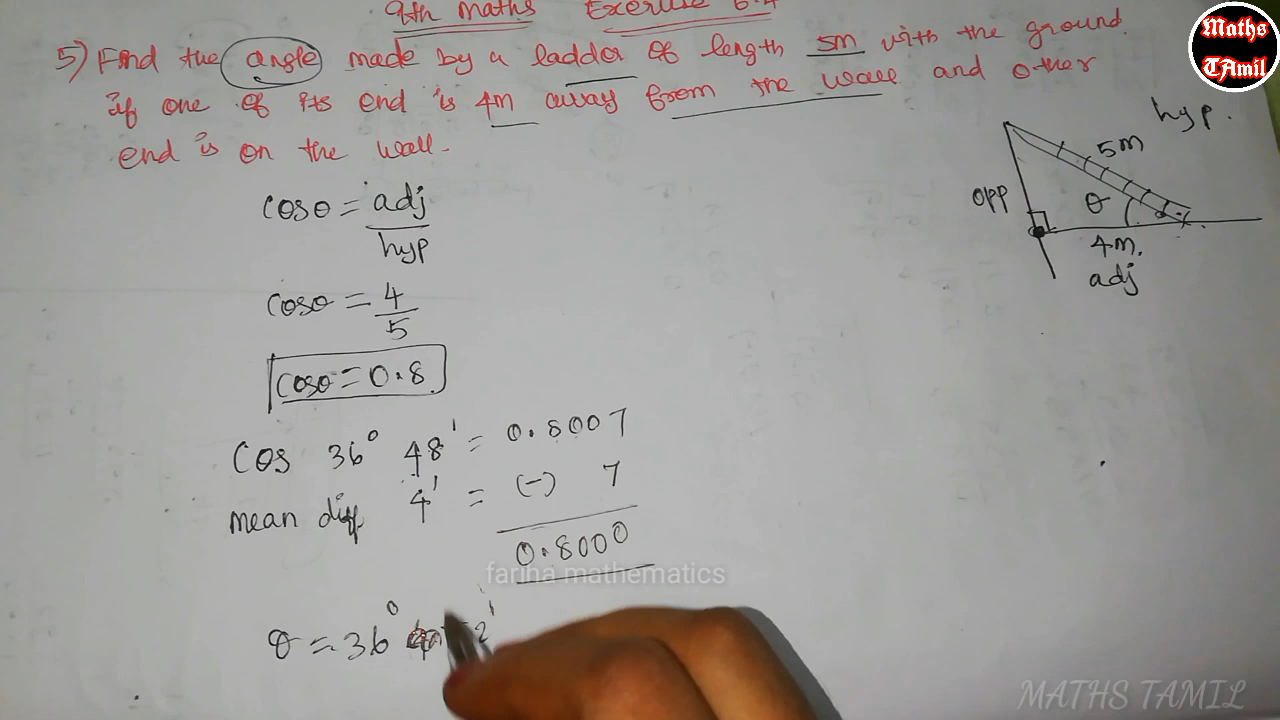 9th Maths Exercise 6.4
5) Find the angle made by a ladder of length 5m with the ground.
if one of its end is 4m away from the wall and other
end is on the wall.
Maths
TAmil
hyp.
5m
opp
θ
4m.
adj
cosθ = adj
hyp
cosθ = 4
5
cosθ = 0.8
Cos 36° 48' = 0.8007
mean diff 4' = (-) 7
0.8000
fariha mathematics
θ = 36° 2'
MATHS TAMIL